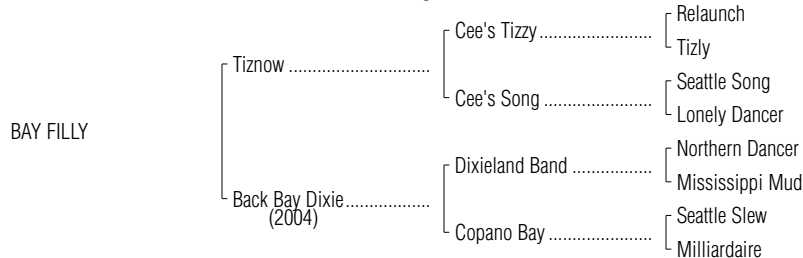 Relaunch
Cee's Tizzy........................
Tizly
Tiznow ..............................
Seattle Song
Cee's Song .......................
Lonely Dancer
BAY FILLY
Northern Dancer
Dixieland Band .................
Mississippi Mud
Back Bay Dixie..................
(2004)
Seattle Slew
Copano Bay ......................
Milliardaire